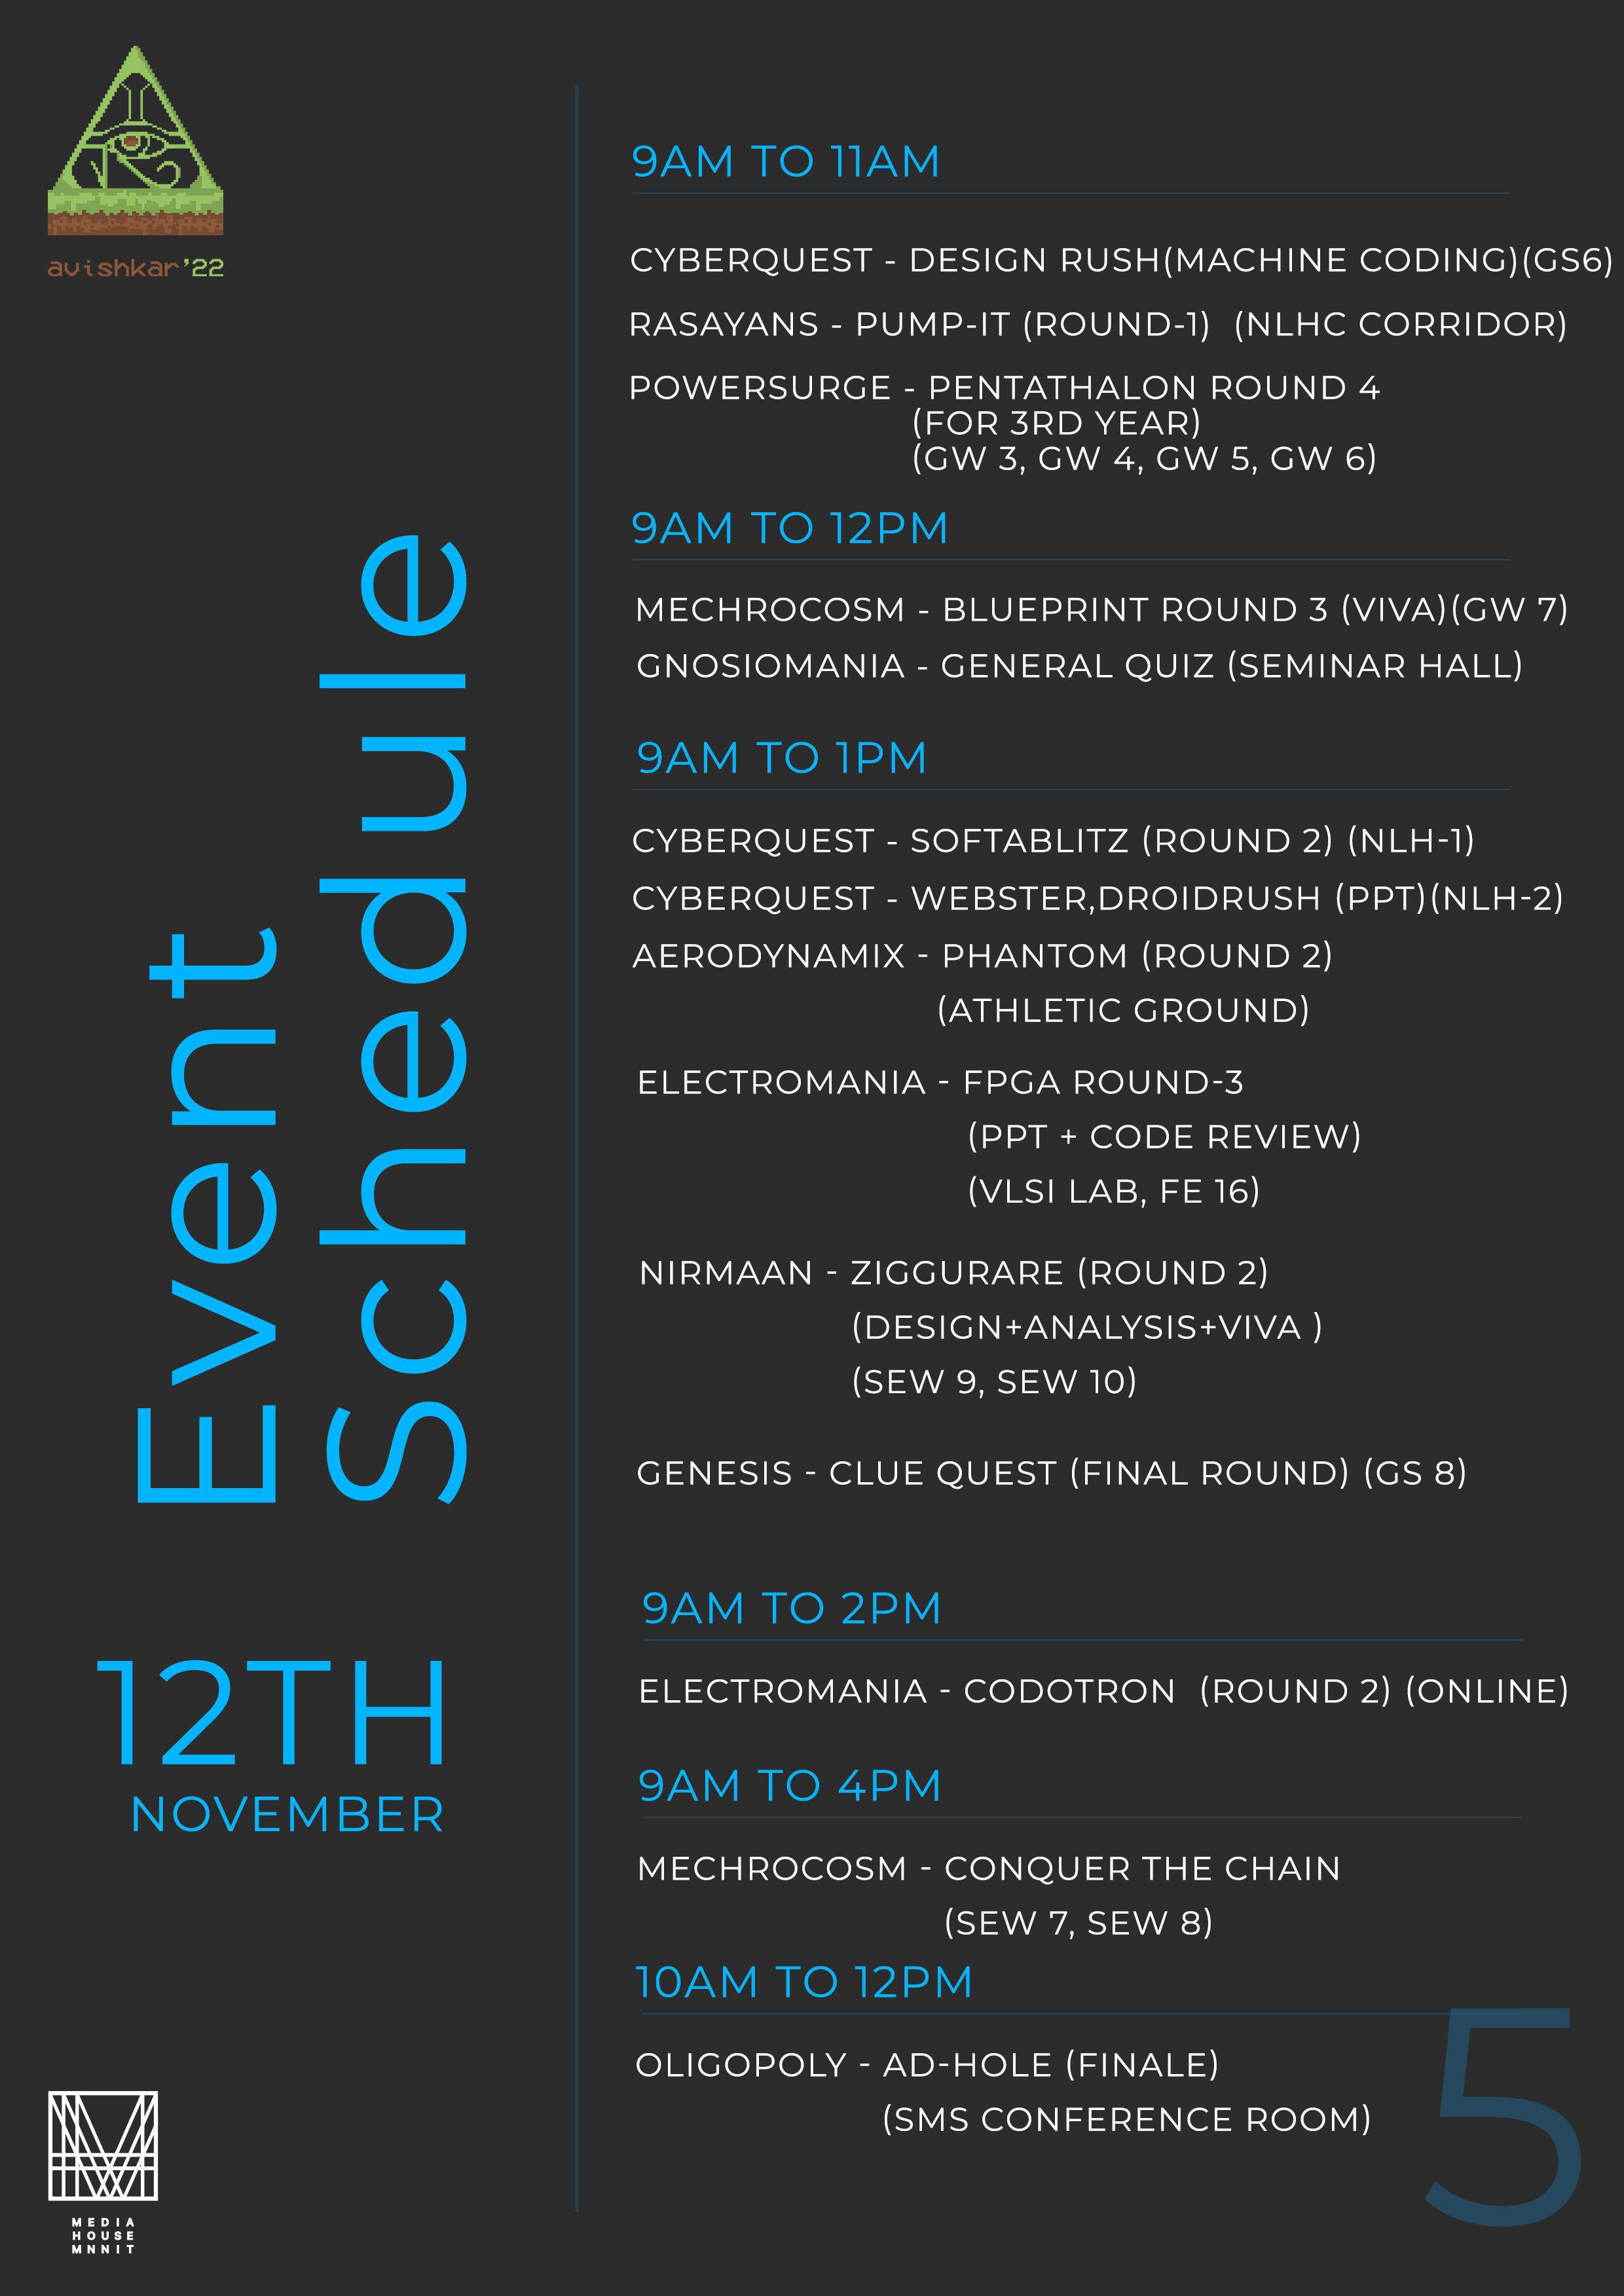 avishkar'22
Event
Schedule
12TH
NOVEMBER
9AM TO 11AM
CYBERQUEST - DESIGN RUSH(MACHINE CODING)(GS6)
RASAYANS - PUMP-IT (ROUND-1)  (NLHC CORRIDOR)
POWERSURGE - PENTATHALON ROUND 4
(FOR 3RD YEAR)
(GW 3, GW 4, GW 5, GW 6)
9AM TO 12PM
MECHROCOSM - BLUEPRINT ROUND 3 (VIVA)(GW 7)
GNOSIOMANIA - GENERAL QUIZ (SEMINAR HALL)
9AM TO 1PM
CYBERQUEST - SOFTABLITZ (ROUND 2) (NLH-1)
CYBERQUEST - WEBSTER,DROIDRUSH (PPT)(NLH-2)
AERODYNAMIX - PHANTOM (ROUND 2)
(ATHLETIC GROUND)
ELECTROMANIA - FPGA ROUND-3
(PPT + CODE REVIEW)
(VLSI LAB, FE 16)
NIRMAAN - ZIGGURARE (ROUND 2)
(DESIGN+ANALYSIS+VIVA )
(SEW 9, SEW 10)
GENESIS - CLUE QUEST (FINAL ROUND) (GS 8)
9AM TO 2PM
ELECTROMANIA - CODOTRON  (ROUND 2) (ONLINE)
9AM TO 4PM
MECHROCOSM - CONQUER THE CHAIN
(SEW 7, SEW 8)
10AM TO 12PM
OLIGOPOLY - AD-HOLE (FINALE)
(SMS CONFERENCE ROOM)
5
MEDIA
HOUSE
MNNIT